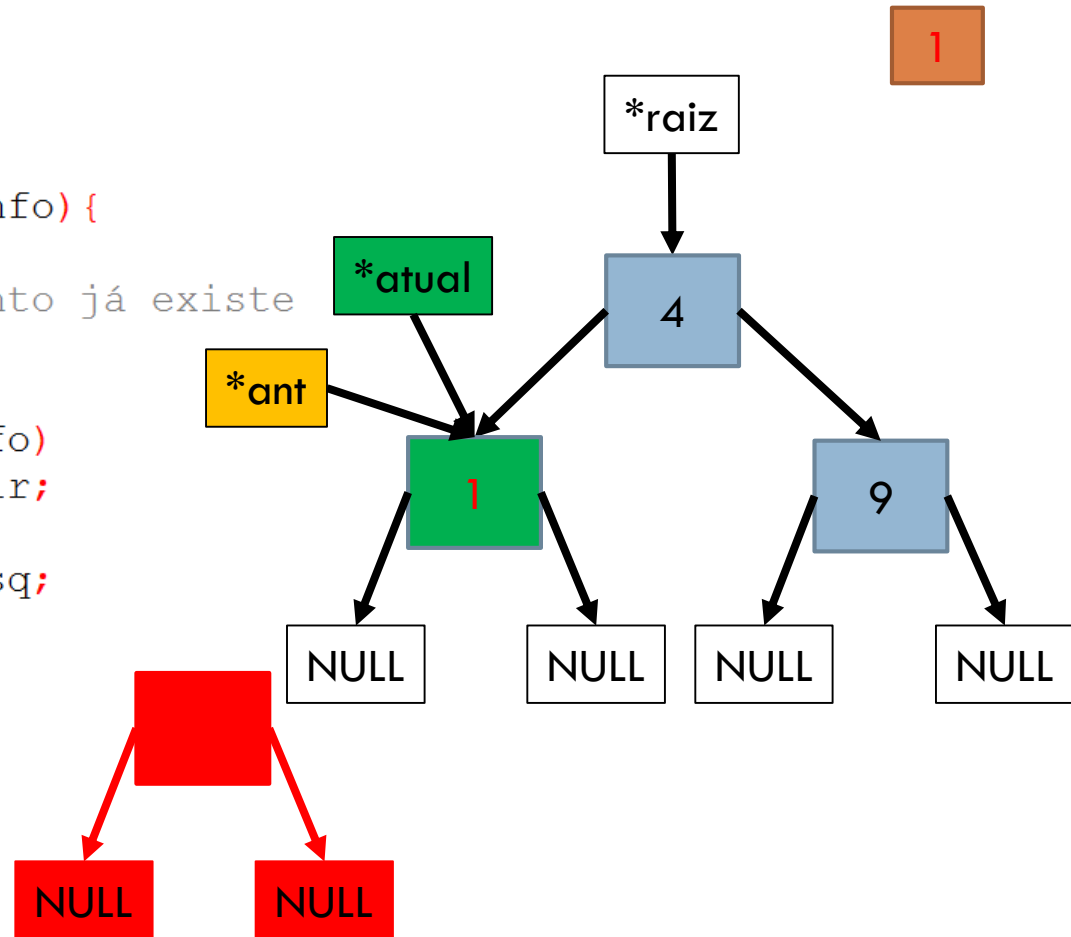 1
*raiz
nfo){
*atual
nto já existe
4
*ant
fo)
ir;
1
9
sq;
NULL
NULL
NULL
NULL
NULL
NULL